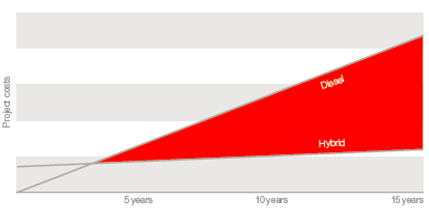 Project costs
Diesel
Hybrid
5 years
10 years
15 years